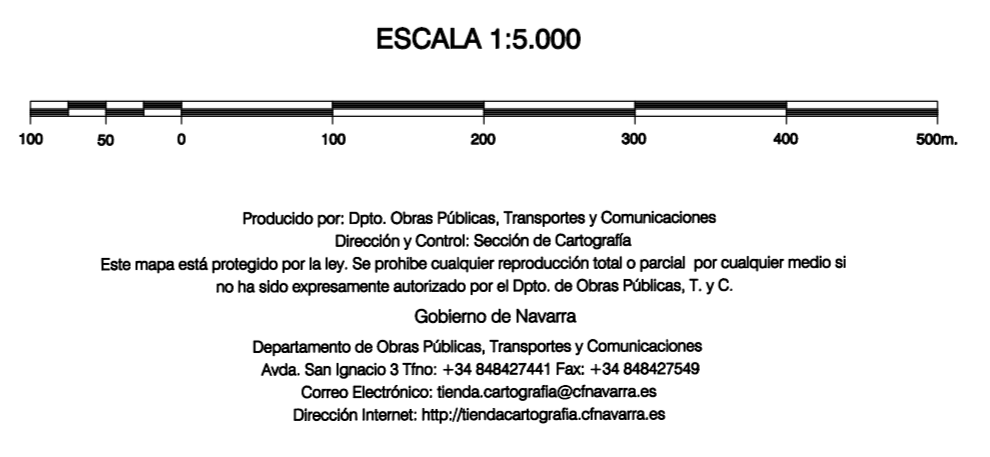 ESCALA 1:5.000
100 50 0 100 200 300 400 500m.
Producido por: Dpto. Obras Públicas, Transportes y Comunicaciones
Dirección y Control: Sección de Cartografía
Este mapa está protegido por la ley. Se prohibe cualquier reproducción total o parcial por cualquier medio si
no ha sido expresamente autorizado por el Dpto. de Obras Públicas, T. y C.
Gobierno de Navarra
Departamento de Obras Públicas, Transportes y Comunicaciones
Avda. San Ignacio 3 Tfno: +34 848427441 Fax: +34 848427549
Correo Electrónico: tienda.cartografia@cfnavarra.es
Dirección Internet: http://tiendacartografia.cfnavarra.es